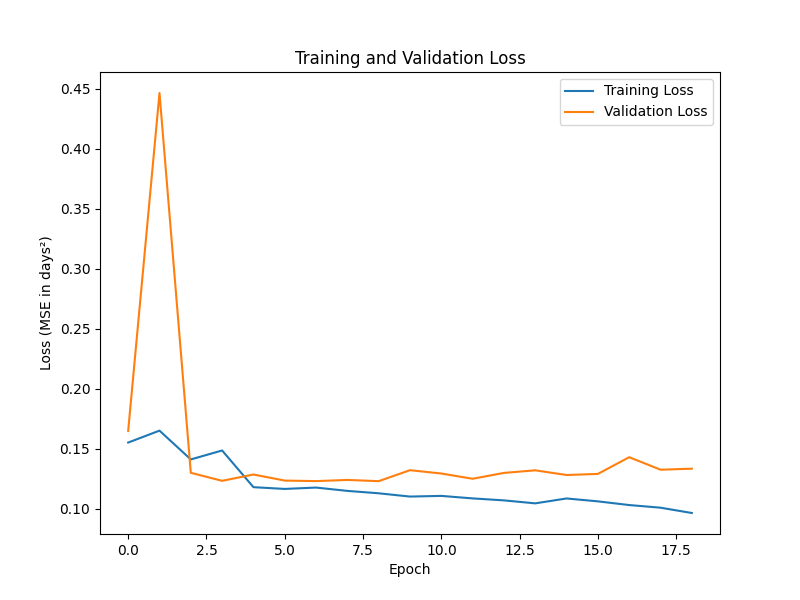 Training and Validation Loss
Training Loss
Validation Loss
Loss (MSE in days²)
0.45
0.40
0.35
0.30
0.25
0.20
0.15
0.10
0.0 2.5 5.0 7.5 10.0 12.5 15.0 17.5
Epoch